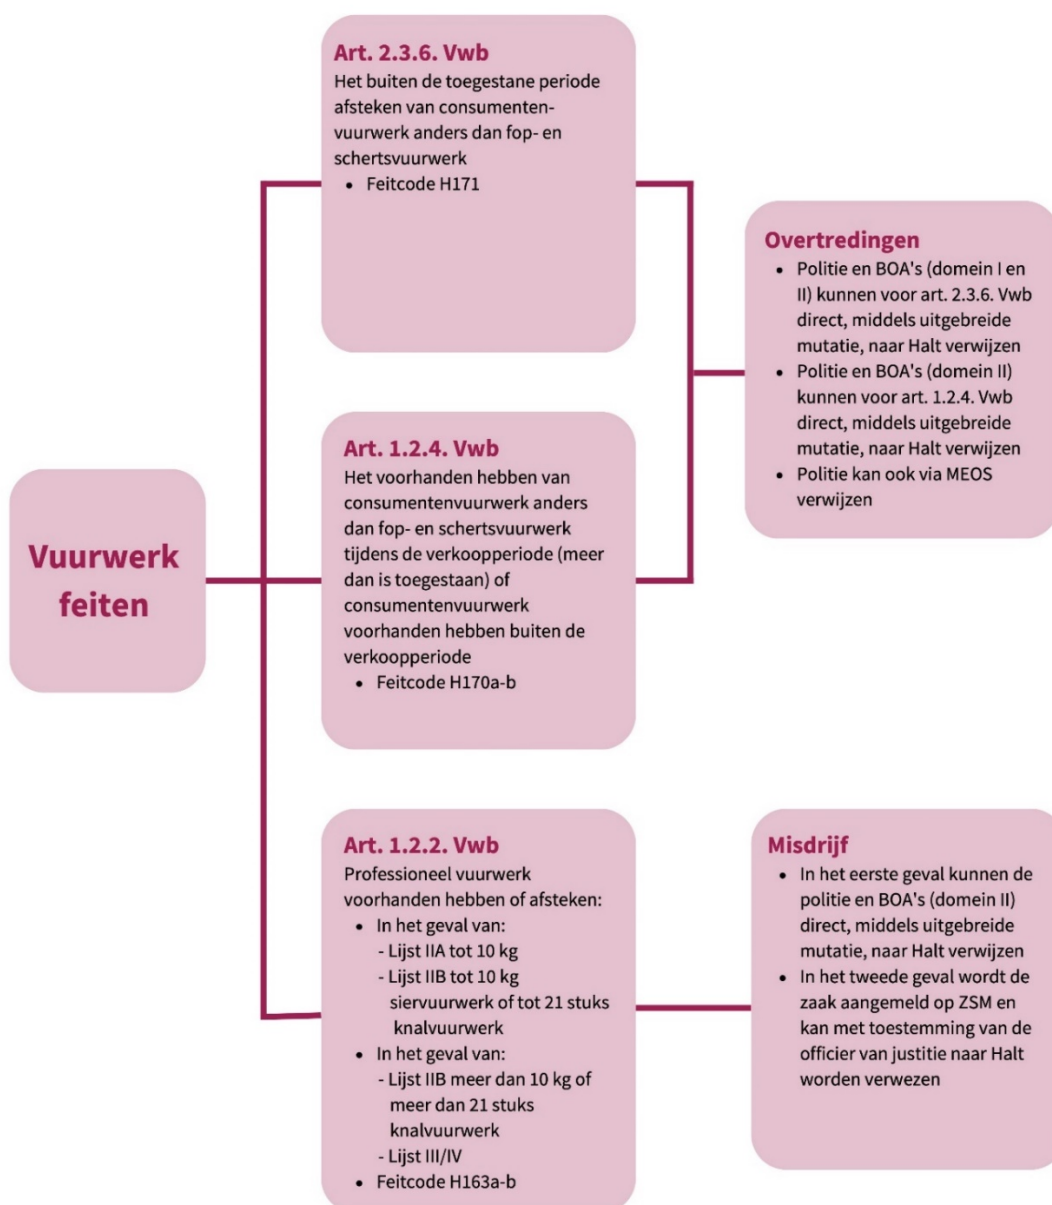 Vuurwerk
feiten
Art. 2.3.6. Vwb
Het buiten de toegestane periode
afsteken van consumenten-
vuurwerk anders dan fop- en
schertsvuurwerk
• Feitcode H171
Art. 1.2.4. Vwb
Het voorhanden hebben van
consumentenvuurwerk anders
dan fop- en schertsvuurwerk
tijdens de verkoopperiode (meer
dan is toegestaan) of
consumentenvuurwerk
voorhanden hebben buiten de
verkoopperiode
• Feitcode H170a-b
Overtredingen
• Politie en BOA's (domein I en
II) kunnen voor art. 2.3.6. Vwb
direct, middels uitgebreide
mutatie, naar Halt verwijzen
• Politie en BOA's (domein II)
kunnen voor art. 1.2.4. Vwb
direct, middels uitgebreide
mutatie, naar Halt verwijzen
• Politie kan ook via MEOS
verwijzen
Art. 1.2.2. Vwb
Professioneel vuurwerk
voorhanden hebben of afsteken:
• In het geval van:
- Lijst IIA tot 10 kg
- Lijst IIB tot 10 kg
siervuurwerk of tot 21 stuks
knalvuurwerk
• In het geval van:
- Lijst IIB meer dan 10 kg of
meer dan 21 stuks
knalvuurwerk
- Lijst III/IV
• Feitcode H163a-b
Misdrijf
• In het eerste geval kunnen de
politie en BOA's (domein II)
direct, middels uitgebreide
mutatie, naar Halt verwijzen
• In het tweede geval wordt de
zaak aangemeld op ZSM en
kan met toestemming van de
officier van justitie naar Halt
worden verwezen